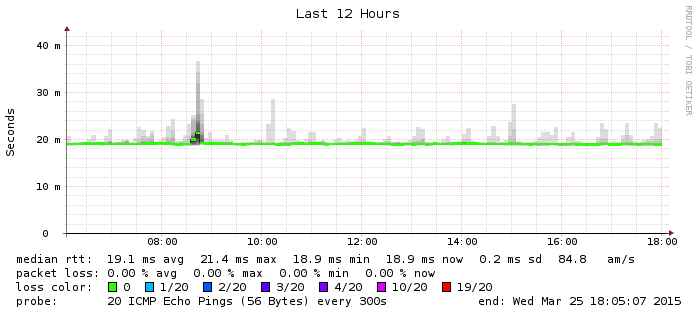 Last 12 Hours
RRDTOOL / TOBI OETIKER
Seconds
40 m
30 m
20 m
10 m
0
08:00 10:00 12:00 14:00 16:00 18:00
median rtt: 19.1 ms avg 21.4 ms max 18.9 ms min 18.9 ms now 0.2 ms sd 84.8 am/s
packet loss: 0.00 % avg 0.00 % max 0.00 % min 0.00 % now
loss color: 0 1/20 2/20 3/20 4/20 10/20 19/20
probe: 20 ICMP Echo Pings (56 Bytes) every 300s end: Wed Mar 25 18:05:07 2015